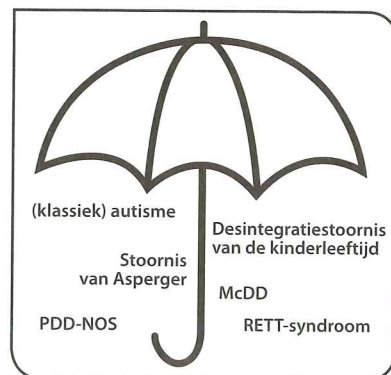 (klassiek) autisme
Desintegratiestoornis
van de kinderleeftijd
Stoornis
van Asperger
McDD
PDD-NOS
RETT-syndroom